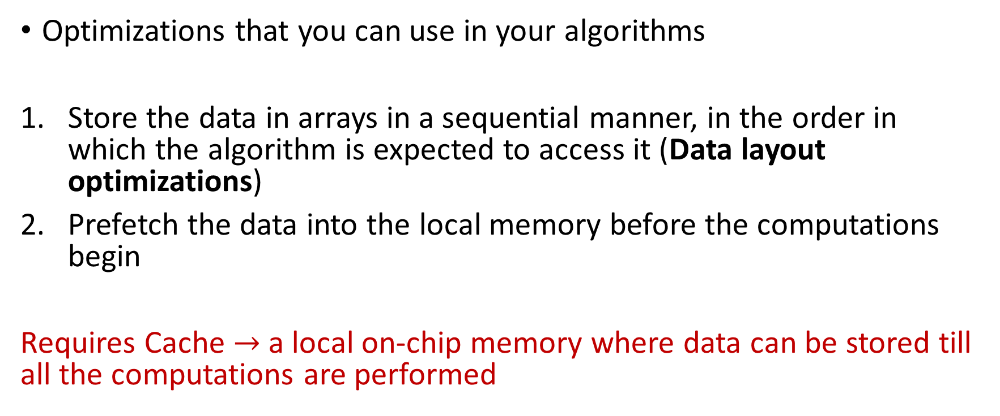 • Optimizations that you can use in your algorithms
1. Store the data in arrays in a sequential manner, in the order in
which the algorithm is expected to access it (Data layout
optimizations)
2. Prefetch the data into the local memory before the computations
begin
Requires Cache → a local on-chip memory where data can be stored till
all the computations are performed